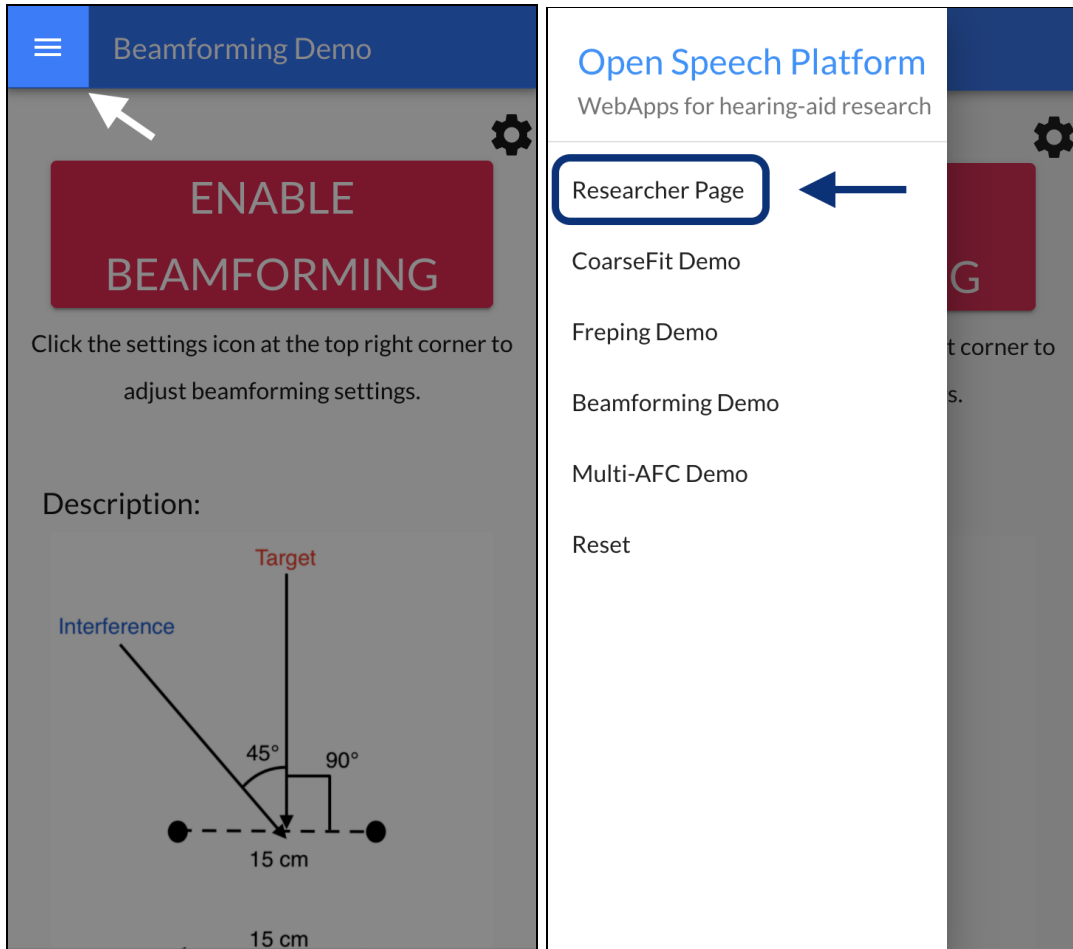 Beamforming Demo
ENABLE
BEAMFORMING
Click the settings icon at the top right corner to
adjust beamforming settings.
Description:
Target
Interference
45°
90°
15 cm
15 cm
Open Speech Platform
WebApps for hearing-aid research
Researcher Page
CoarseFit Demo
Freping Demo
Beamforming Demo
Multi-AFC Demo
Reset
G
t corner to
s.